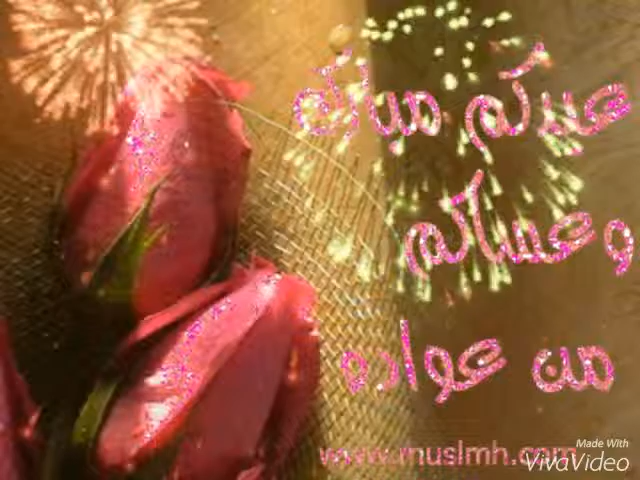 عيدكم مبارك
وعساكم
من عواده
www.muslmh.com
Made With
VivaVideo